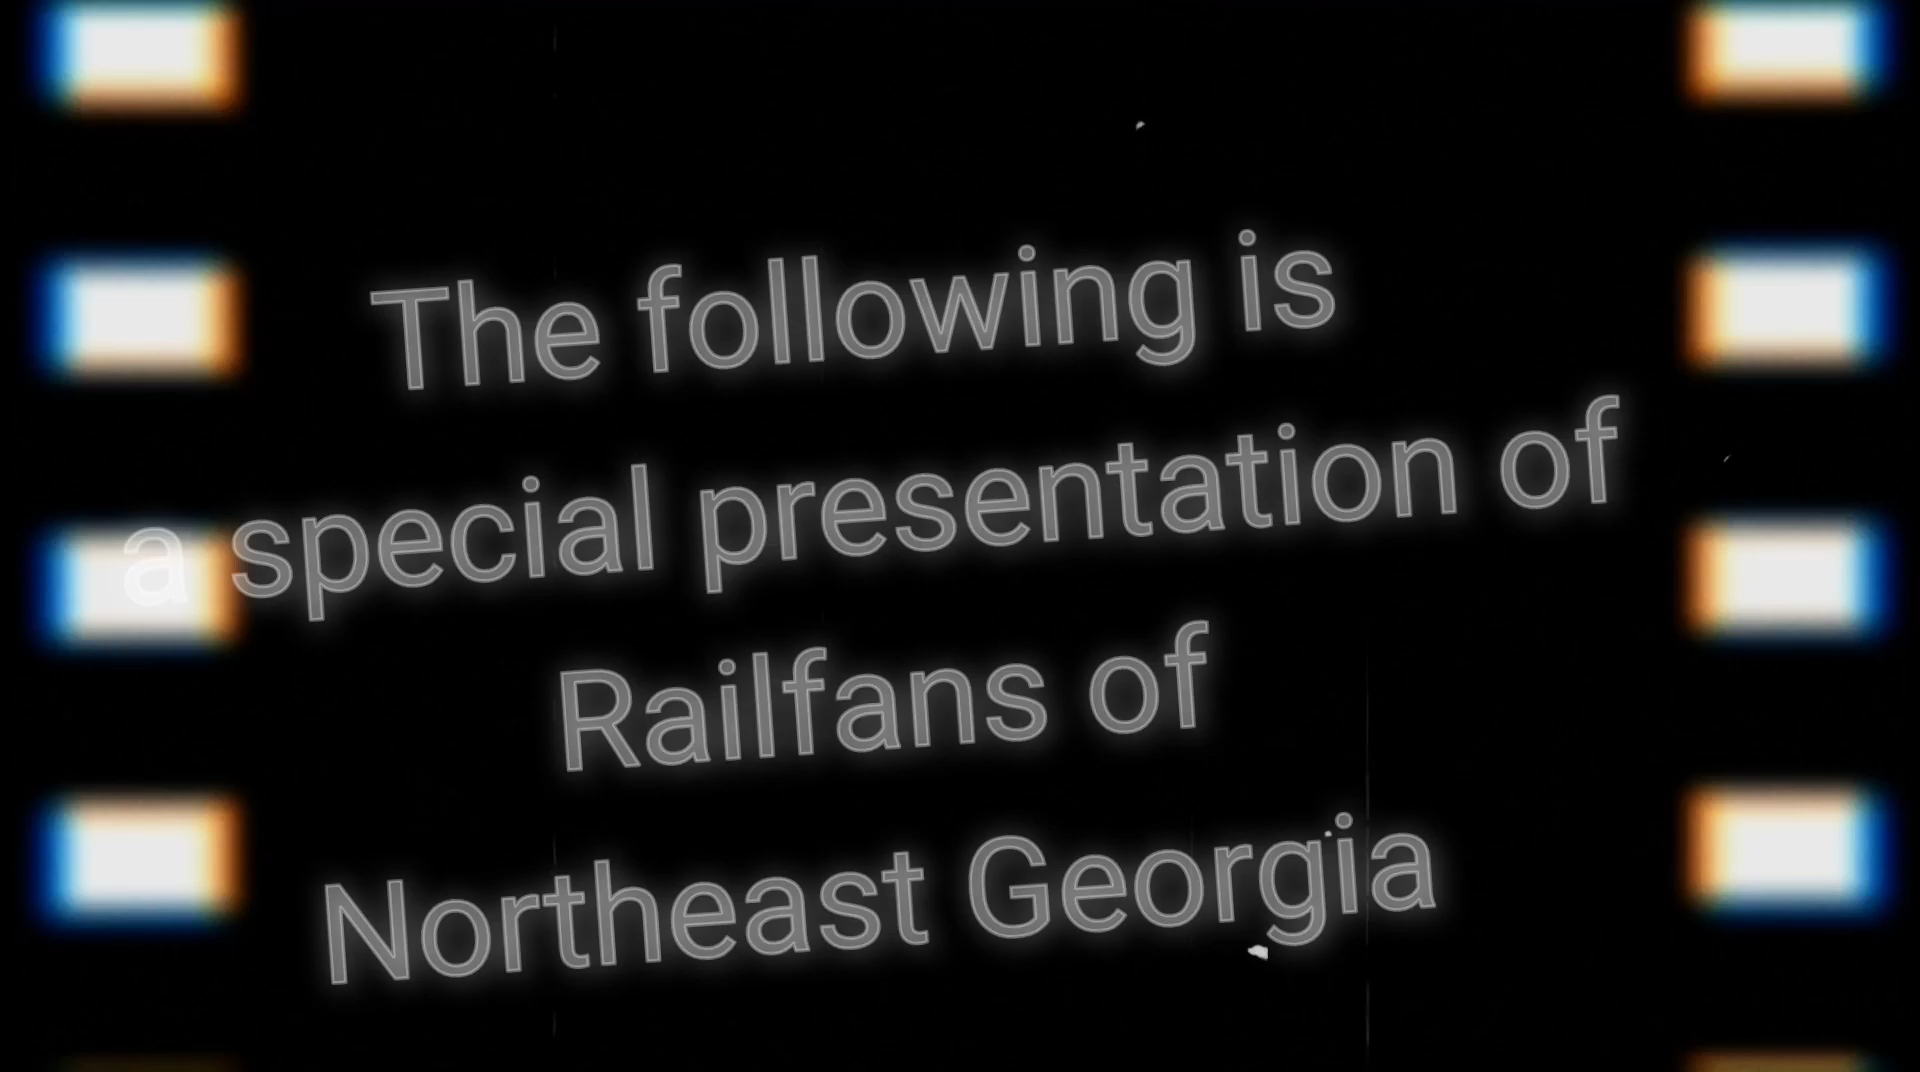 The following is
a special presentation of
Railfans of
Northeast Georgia